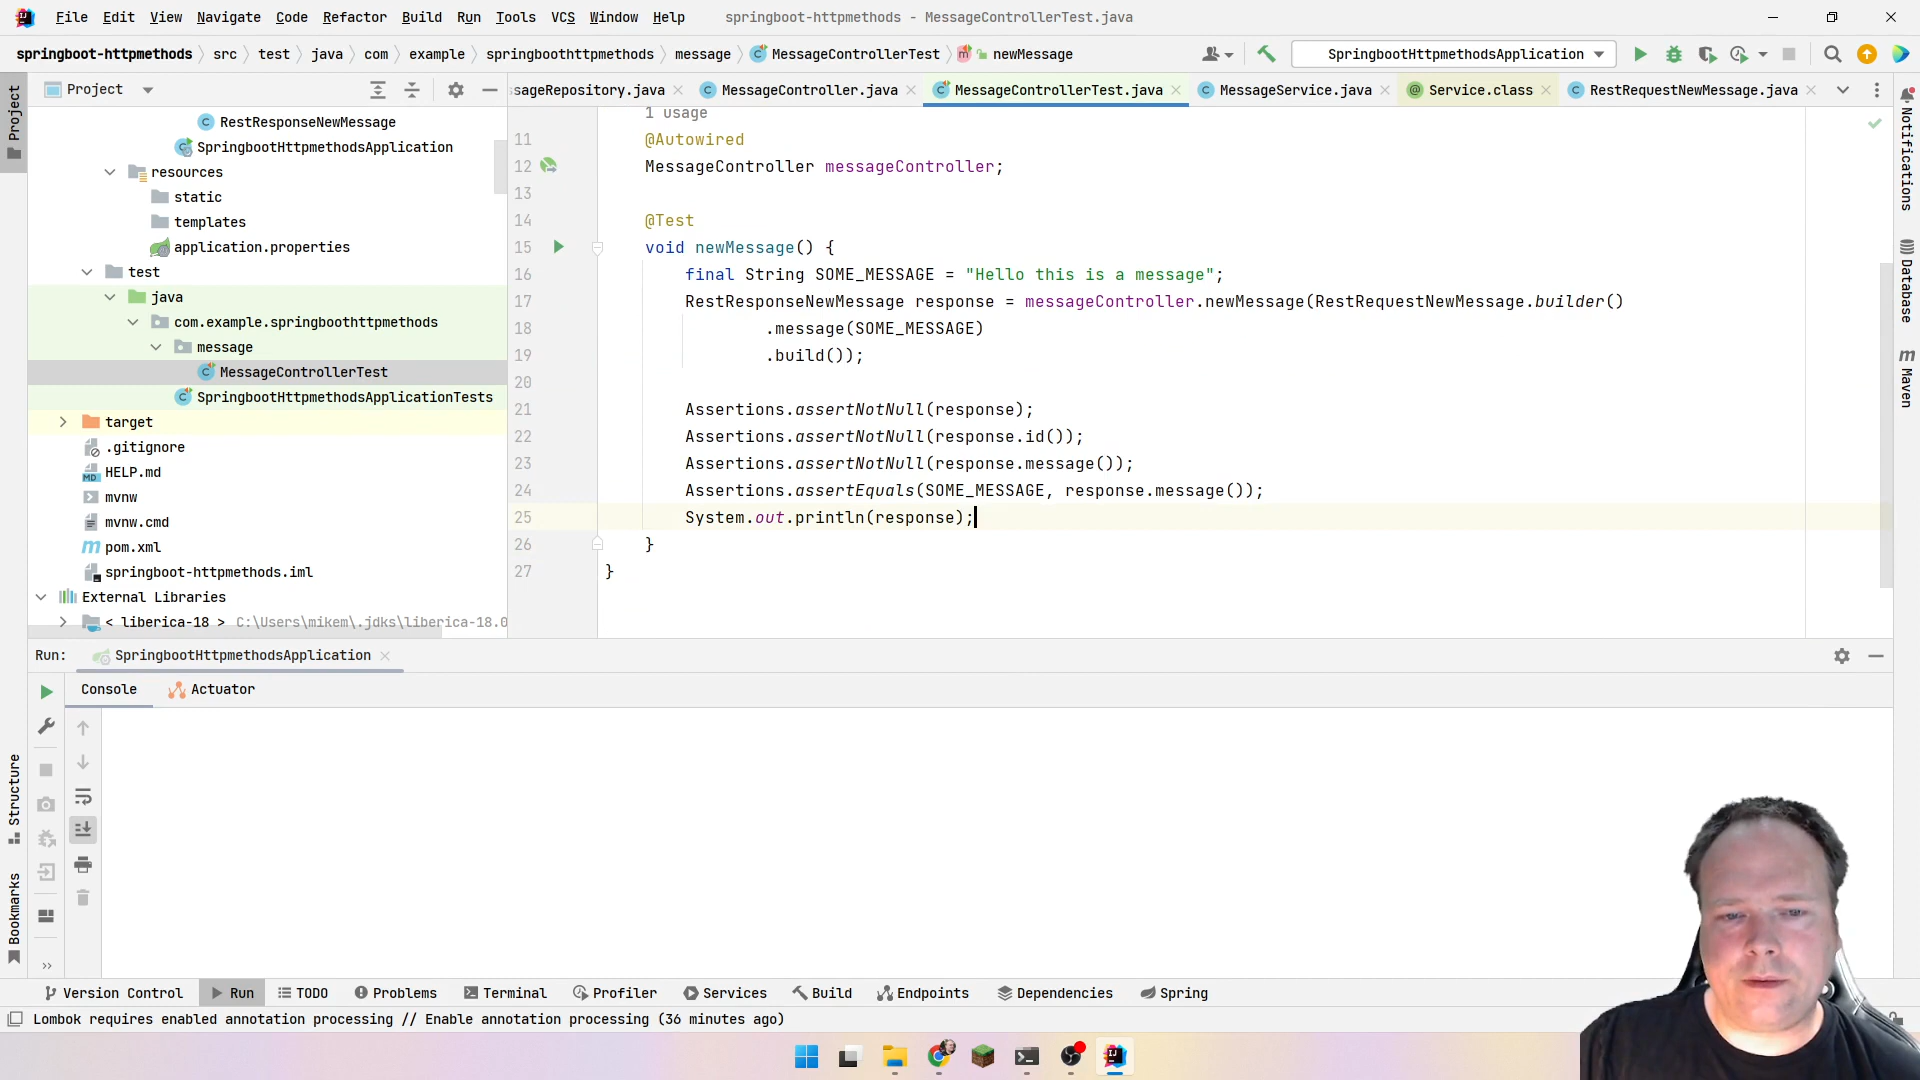 File Edit View Navigate Code Refactor Build Run Tools VCS Window Help springboot-httpmethods - MessageControllerTest.java
springboot-httpmethods src test java com example springboothttpmethods message MessageControllerTest newMessage SpringbootHttpmethodsApplication
Project
sageRepository.java MessageController.java MessageControllerTest.java MessageService.java Service.class RestRequestNewMessage.java
Project
RestResponseNewMessage
SpringbootHttpmethodsApplication
resources
static
templates
application.properties
test
java
com.example.springboothttpmethods
message
MessageControllerTest
SpringbootHttpmethodsApplicationTests
target
.gitignore
HELP.md
mvnw
mvnw.cmd
pom.xml
springboot-httpmethods.iml
External Libraries
< liberica-18 > C:\Users\mikem\.jdks\liberica-18.0
1 usage
11 @Autowired
12 MessageController messageController;
13
14 @Test
15 void newMessage() {
16 final String SOME_MESSAGE = "Hello this is a message";
17 RestResponseNewMessage response = messageController.newMessage(RestRequestNewMessage.builder()
18 .message(SOME_MESSAGE)
19 .build());
20
21 Assertions.assertNotNull(response);
22 Assertions.assertNotNull(response.id());
23 Assertions.assertNotNull(response.message());
24 Assertions.assertEquals(SOME_MESSAGE, response.message());
25 System.out.println(response);
26 }
27 }
Notifications
Database
Maven
Structure
Bookmarks
Run: SpringbootHttpmethodsApplication
Console Actuator
Version Control Run TODO Problems Terminal Profiler Services Build Endpoints Dependencies Spring
Lombok requires enabled annotation processing // Enable annotation processing (36 minutes ago)